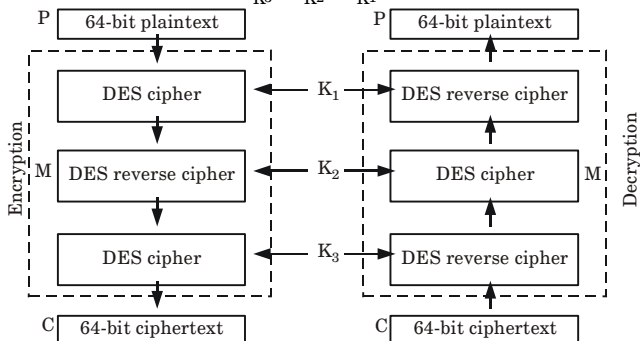 P 64-bit plaintext
DES cipher
M DES reverse cipher
DES cipher
C 64-bit ciphertext
Encryption
K1
K2
K3
P 64-bit plaintext
DES reverse cipher
DES cipher M
DES reverse cipher
C 64-bit ciphertext
Decryption